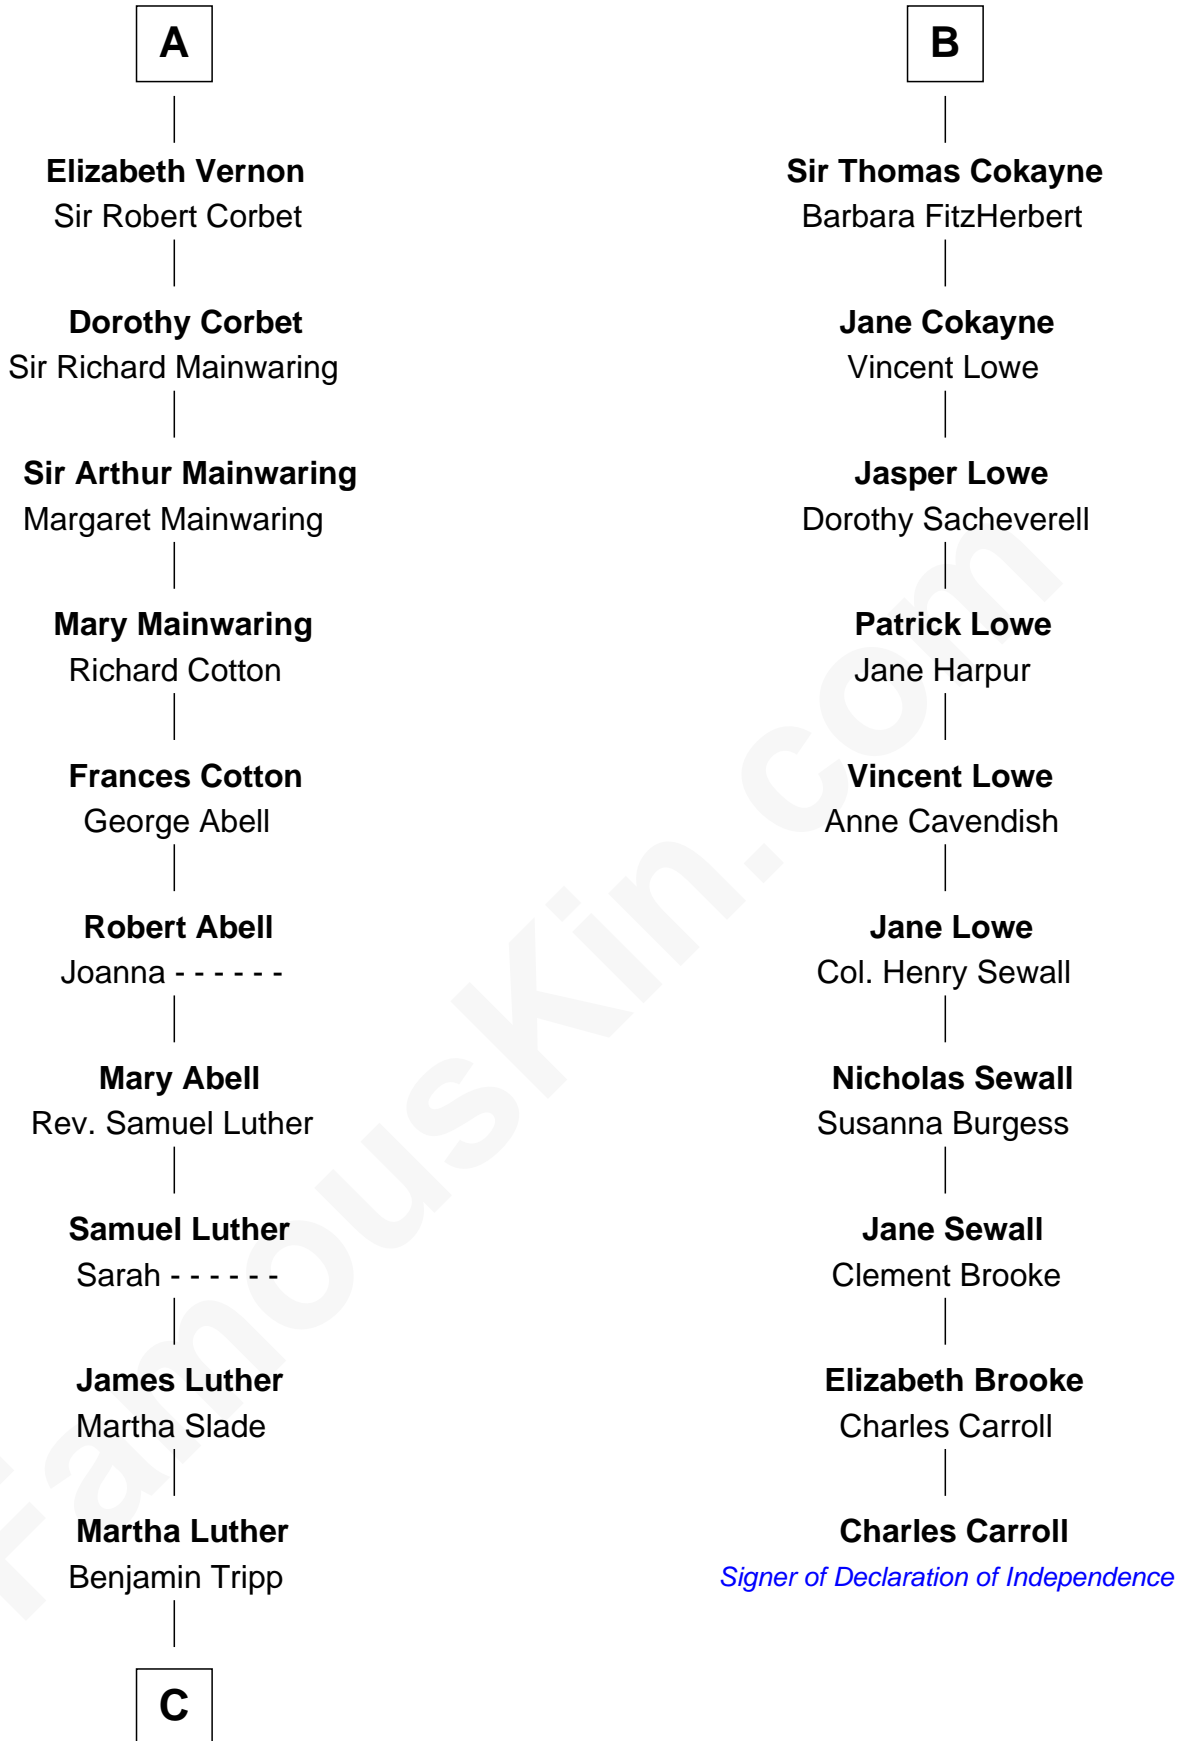 A
Elizabeth Vernon
Sir Robert Corbet
Dorothy Corbet
Sir Richard Mainwaring
Sir Arthur Mainwaring
Margaret Mainwaring
Mary Mainwaring
Richard Cotton
Frances Cotton
George Abell
Robert Abell
Joanna - - - - - -
Mary Abell
Rev. Samuel Luther
Samuel Luther
Sarah - - - - - -
James Luther
Martha Slade
Martha Luther
Benjamin Tripp
C
B
Sir Thomas Cokayne
Barbara FitzHerbert
Jane Cokayne
Vincent Lowe
Jasper Lowe
Dorothy Sacheverell
Patrick Lowe
Jane Harpur
Vincent Lowe
Anne Cavendish
Jane Lowe
Col. Henry Sewall
Nicholas Sewall
Susanna Burgess
Jane Sewall
Clement Brooke
Elizabeth Brooke
Charles Carroll
Charles Carroll
Signer of Declaration of Independence
FamousKin.com